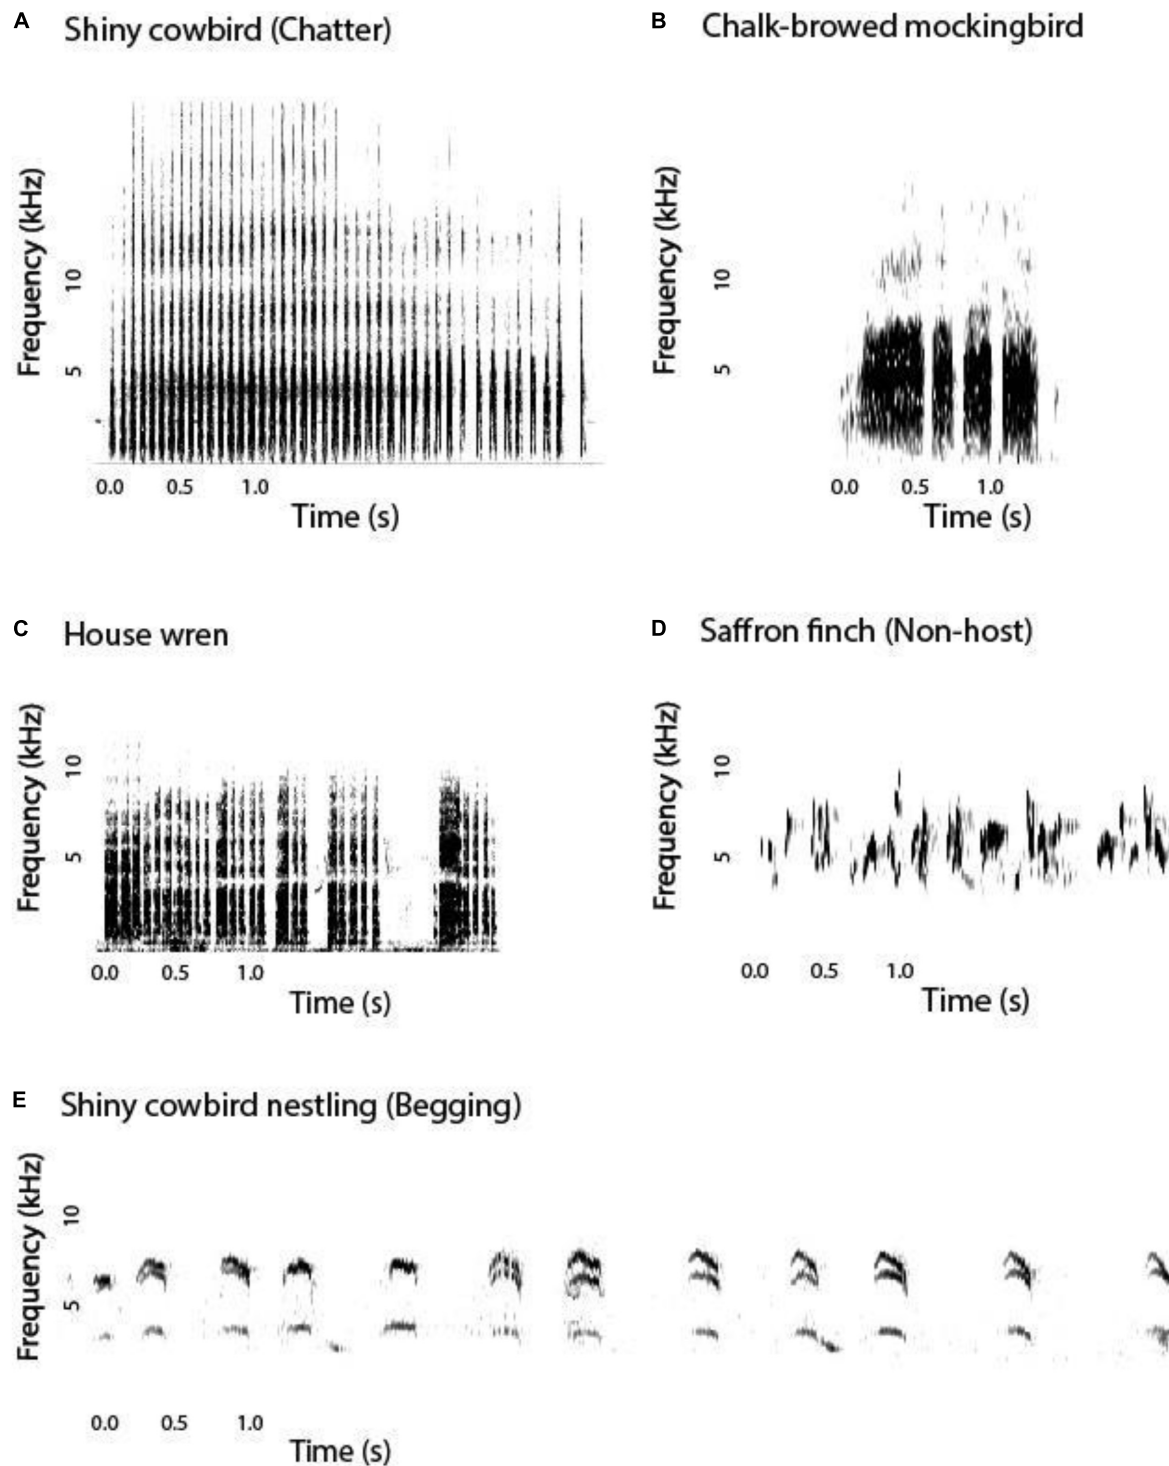 A Shiny cowbird (Chatter)
Frequency (kHz)
10
5
0.0 0.5 1.0
Time (s)
B Chalk-browed mockingbird
Frequency (kHz)
10
5
0.0 0.5 1.0
Time (s)
C House wren
Frequency (kHz)
10
5
0.0 0.5 1.0
Time (s)
D Saffron finch (Non-host)
Frequency (kHz)
10
5
0.0 0.5 1.0
Time (s)
E Shiny cowbird nestling (Begging)
Frequency (kHz)
10
5
0.0 0.5 1.0
Time (s)